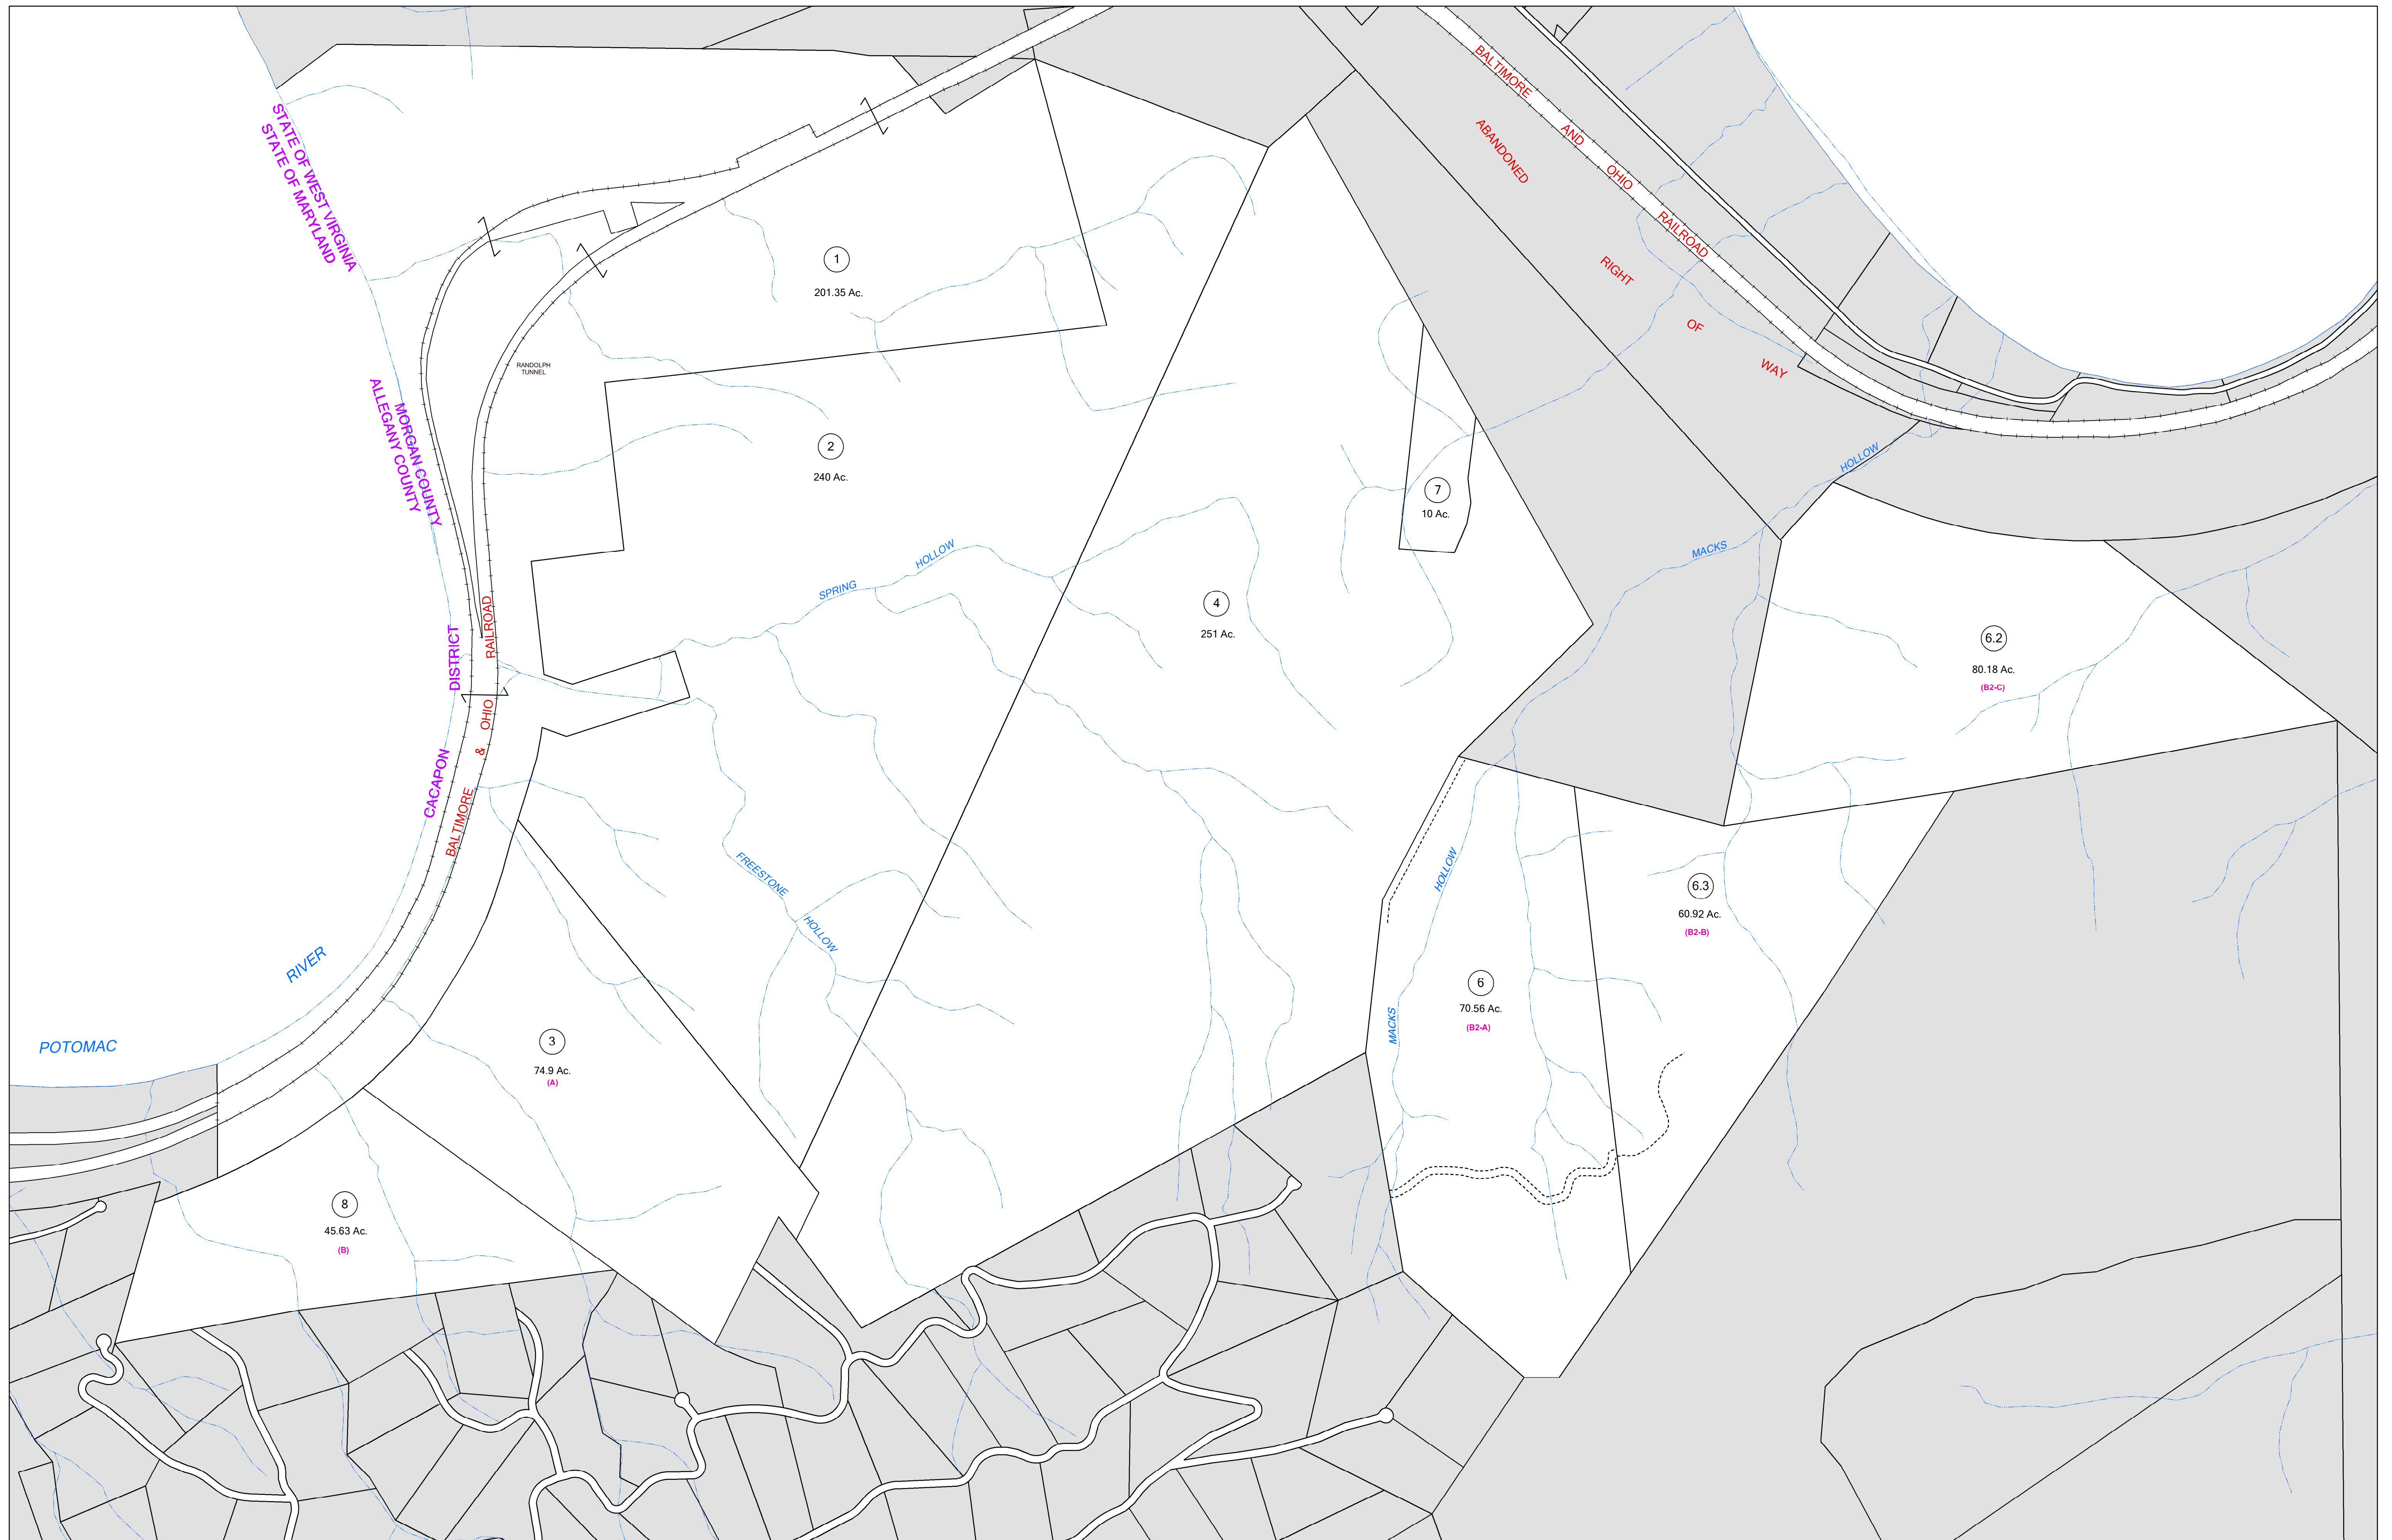 STATE OF WEST VIRGINIA
STATE OF MARYLAND
BALTIMORE AND OHIO RAILROAD
ABANDONED RIGHT OF WAY
1
201.35 Ac.
RANDOLPH
TUNNEL
MORGAN COUNTY
ALLEGANY COUNTY
2
240 Ac.
HOLLOW
MACKS
7
10 Ac.
SPRING HOLLOW
4
251 Ac.
6.2
80.18 Ac.
(B2-C)
CACAPON DISTRICT
BALTIMORE & OHIO RAILROAD
FREESTONE HOLLOW
MACKS HOLLOW
6.3
60.92 Ac.
(B2-B)
6
70.56 Ac.
(B2-A)
POTOMAC RIVER
3
74.9 Ac.
(A)
8
45.63 Ac.
(B)